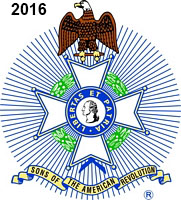 2016
LIBERTAS ET PATRIA
SONS OF THE AMERICAN REVOLUTION
®